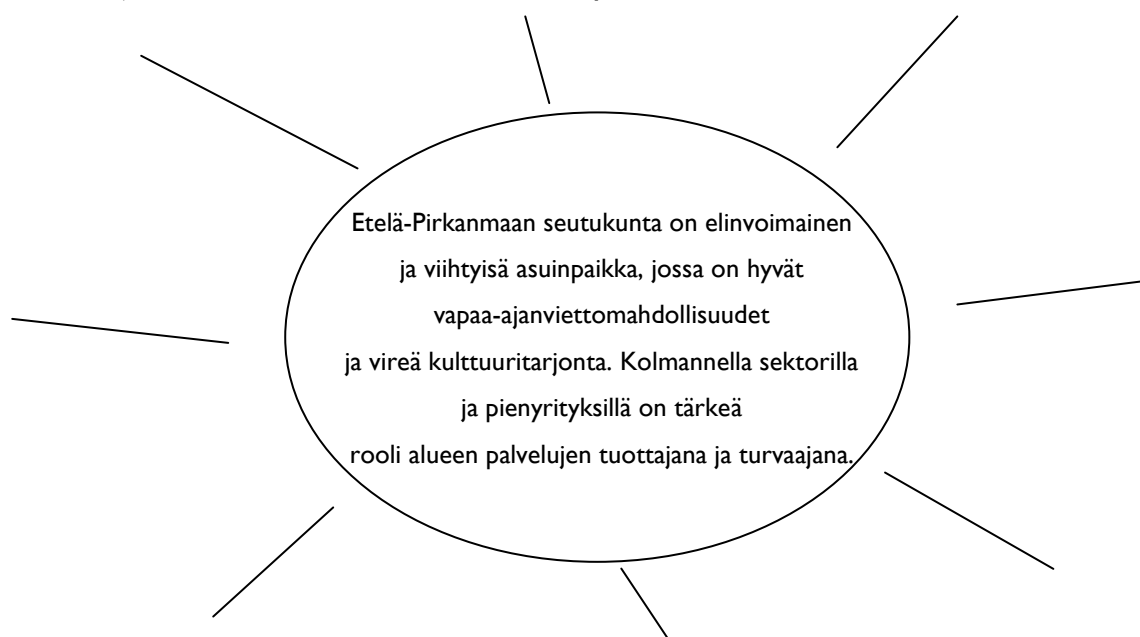 Etelä-Pirkanmaan seutukunta on elinvoimainen
ja viihtyisä asuinpaikka, jossa on hyvät
vapaa-ajanviettomahdollisuudet
ja vireä kulttuuritarjonta. Kolmannella sektorilla
ja pienyrityksillä on tärkeä
rooli alueen palvelujen tuottajana ja turvaajana.